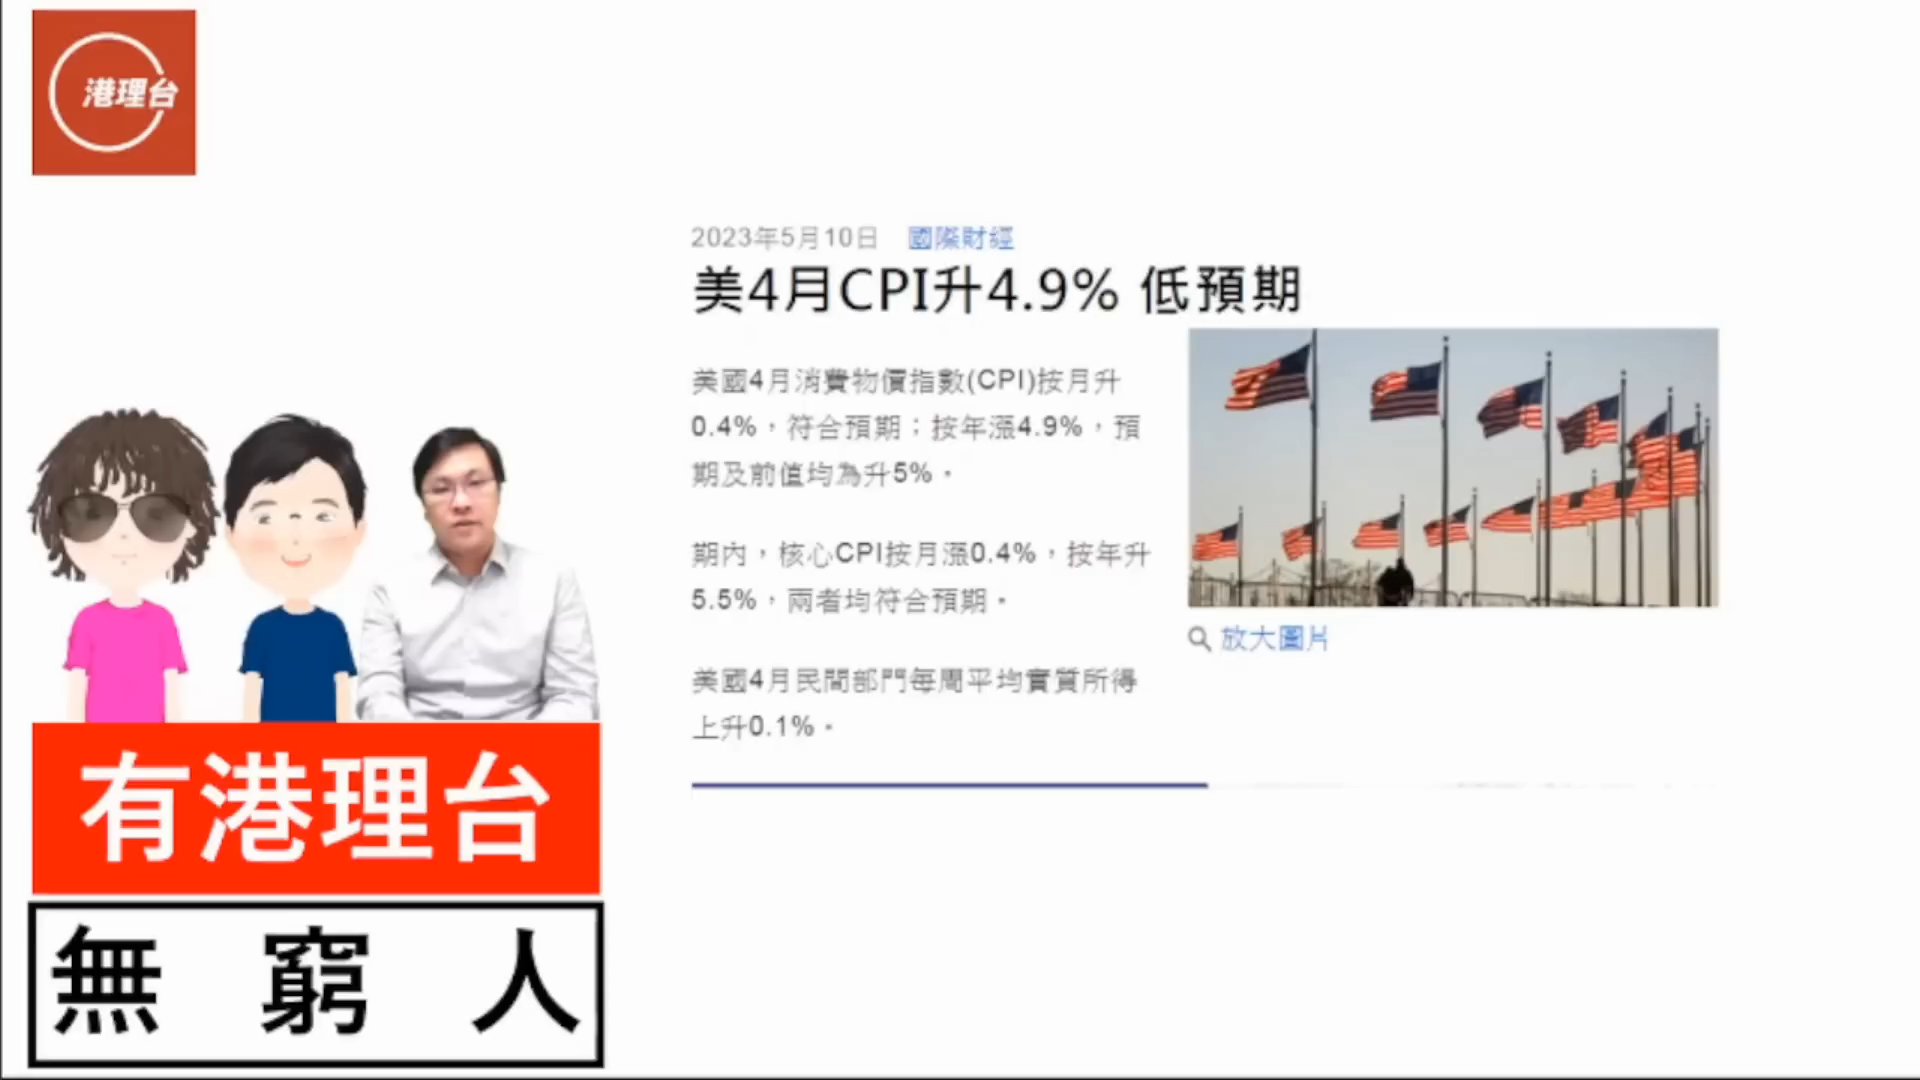 港理台
2023年5月10日 國際財經
美4月CPI升4.9% 低預期
美國4月消費物價指數(CPI)按月升
0.4%，符合預期；按年漲4.9%，預
期及前值均為升5%。
期內，核心CPI按月漲0.4%，按年升
5.5%，兩者均符合預期。
美國4月民間部門每周平均實質所得
上升0.1%。
放大圖片
有港理台
無窮人